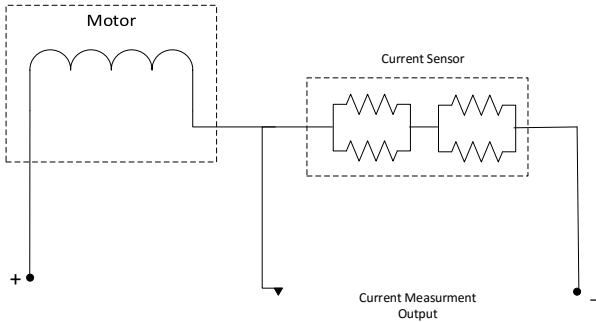 Motor
Current Sensor
+
Current Measurment
Output
-